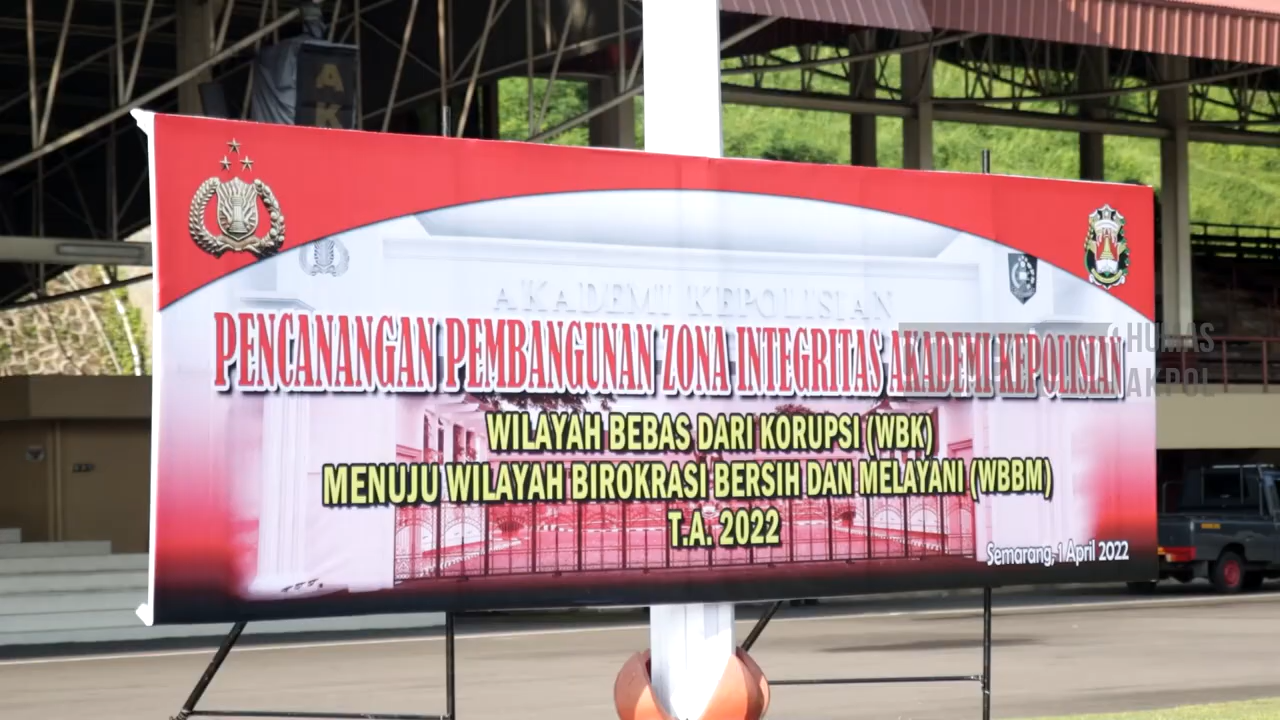 AK
AKADEMI KEPOLISIAN
PENCANANGAN PEMBANGUNAN ZONA INTEGRITAS AKADEMI KEPOLISIAN
HUMAS
AKPOL
WILAYAH BEBAS DARI KORUPSI (WBK)
MENUJU WILAYAH BIROKRASI BERSIH DAN MELAYANI (WBBM)
T.A. 2022
Semarang, 1 April 2022